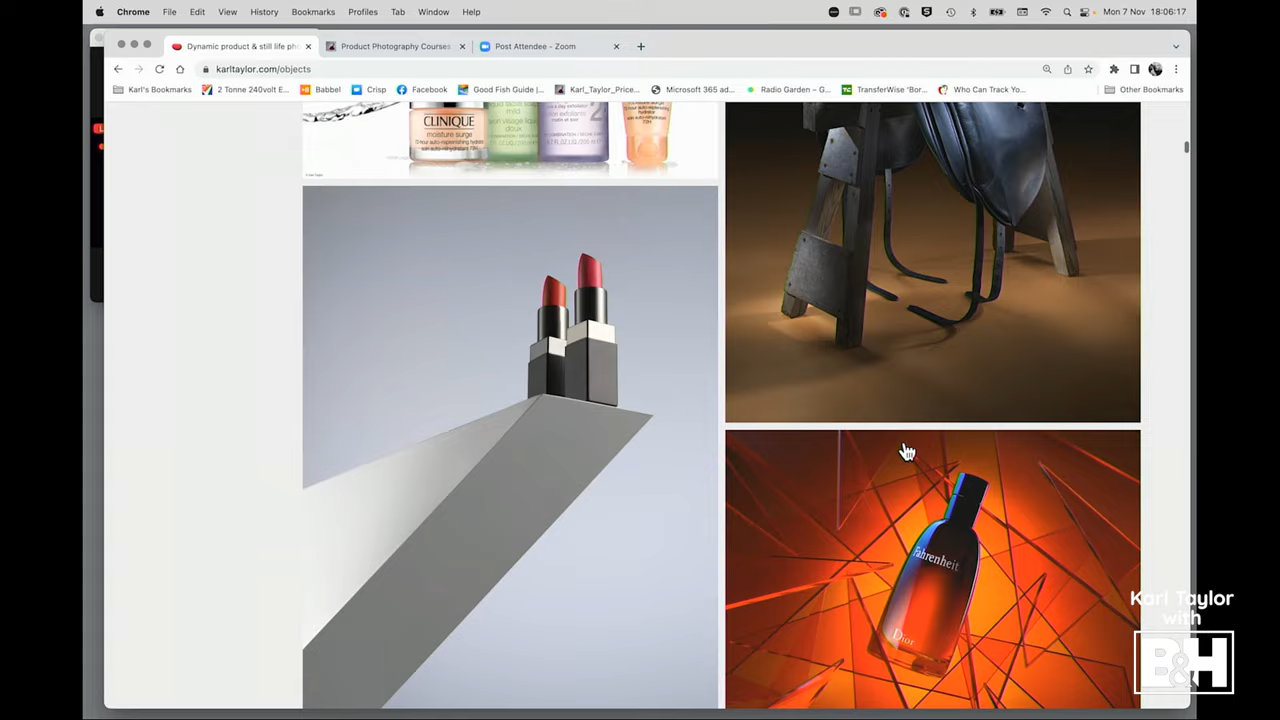 Chrome File Edit View History Bookmarks Profiles Tab Window Help Mon 7 Nov 18:06:17
Dynamic product & still life pho Product Photography Courses Post Attendee - Zoom
karltaylor.com/objects
Karl's Bookmarks 2 Tonne 240volt E... Babbel Crisp Facebook Good Fish Guide |... Karl_Taylor_Price... Microsoft 365 ad... Radio Garden – G... TransferWise 'Bor... Who Can Track Yo... Other Bookmarks
CLINIQUE
moisture surge
Fahrenheit
Dior
Karl Taylor
with
B&H